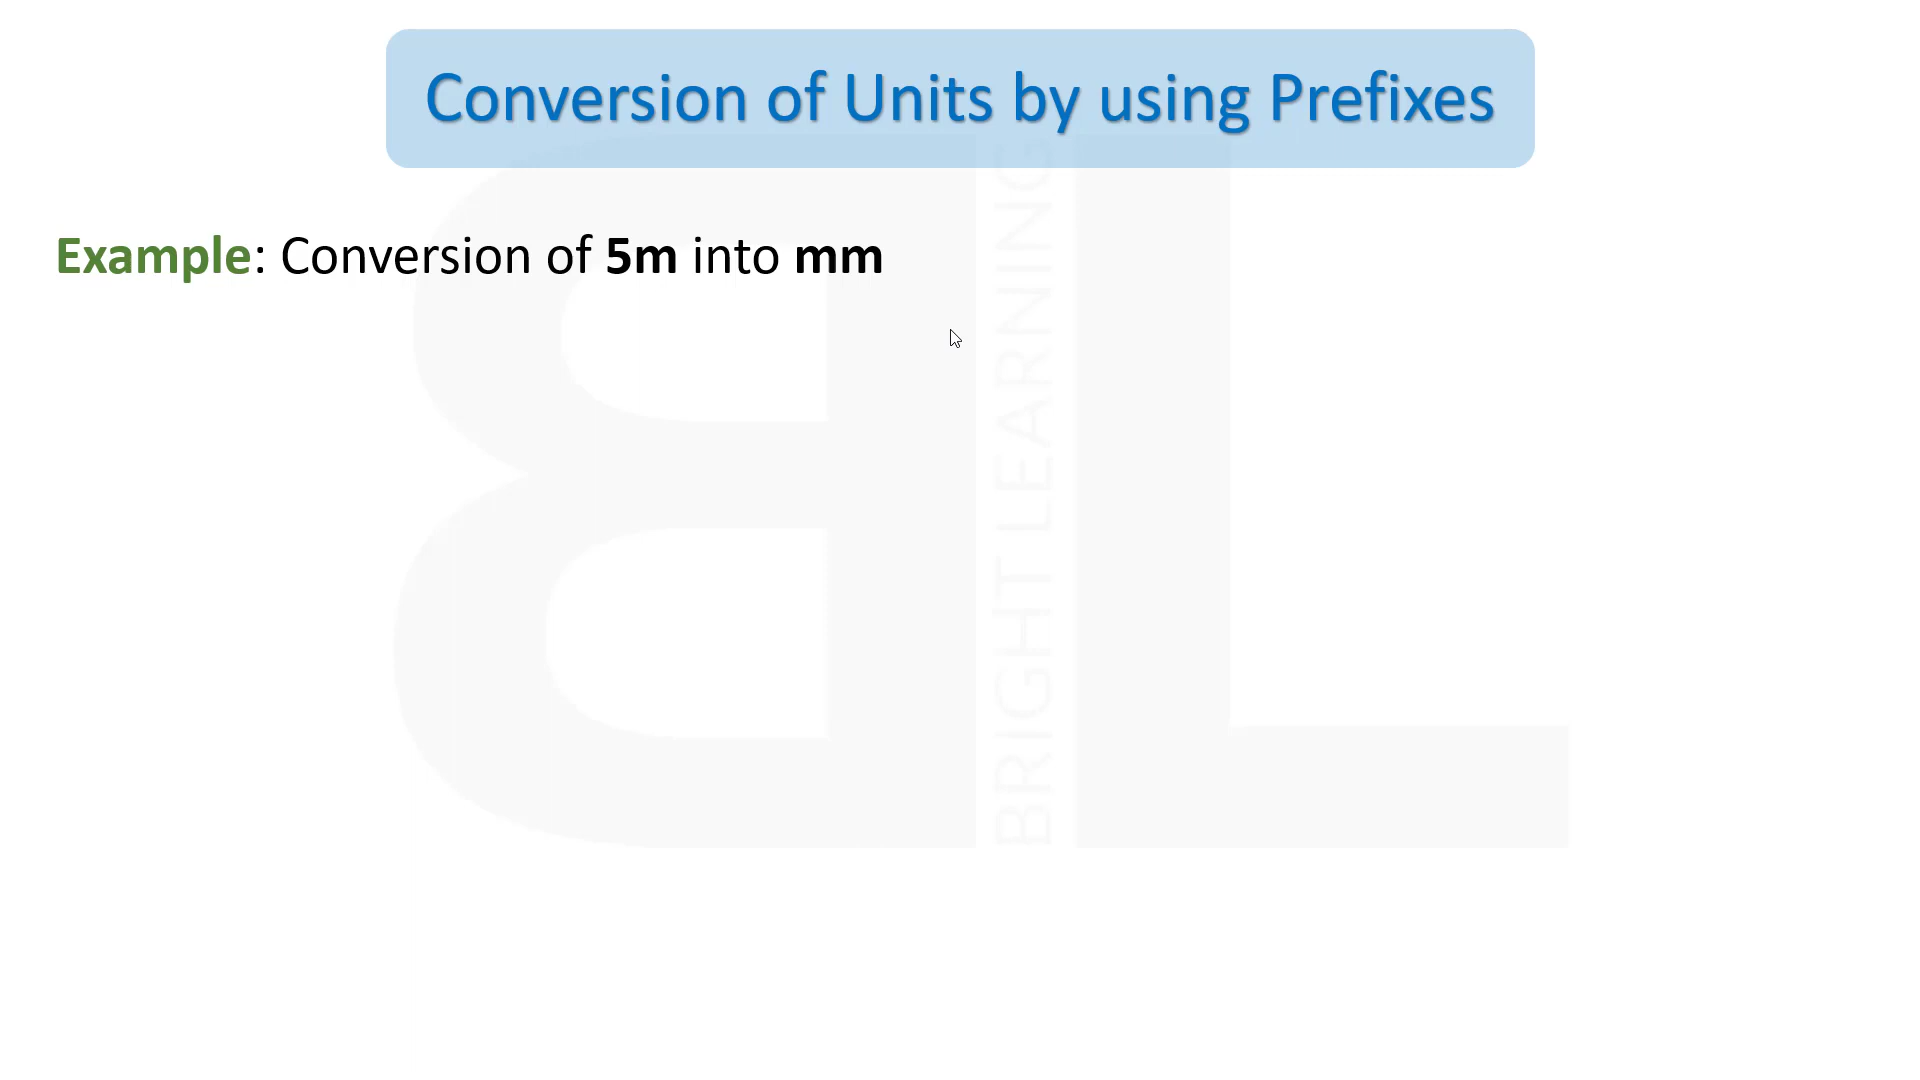 Conversion of Units by using Prefixes
Example: Conversion of 5m into mm
BRIGHT LEARNING